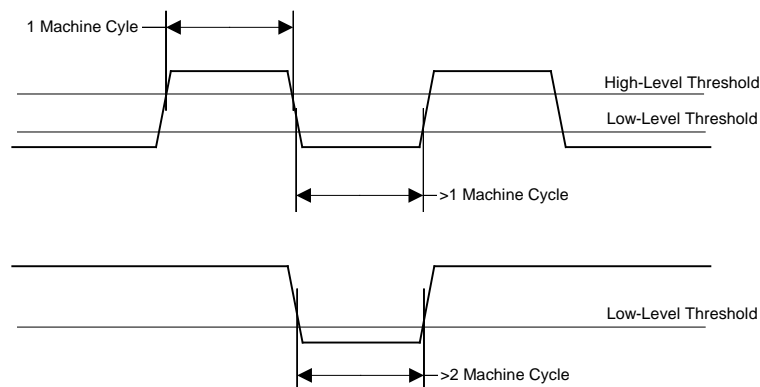 1 Machine Cyle
High-Level Threshold
Low-Level Threshold
>1 Machine Cycle
Low-Level Threshold
>2 Machine Cycle